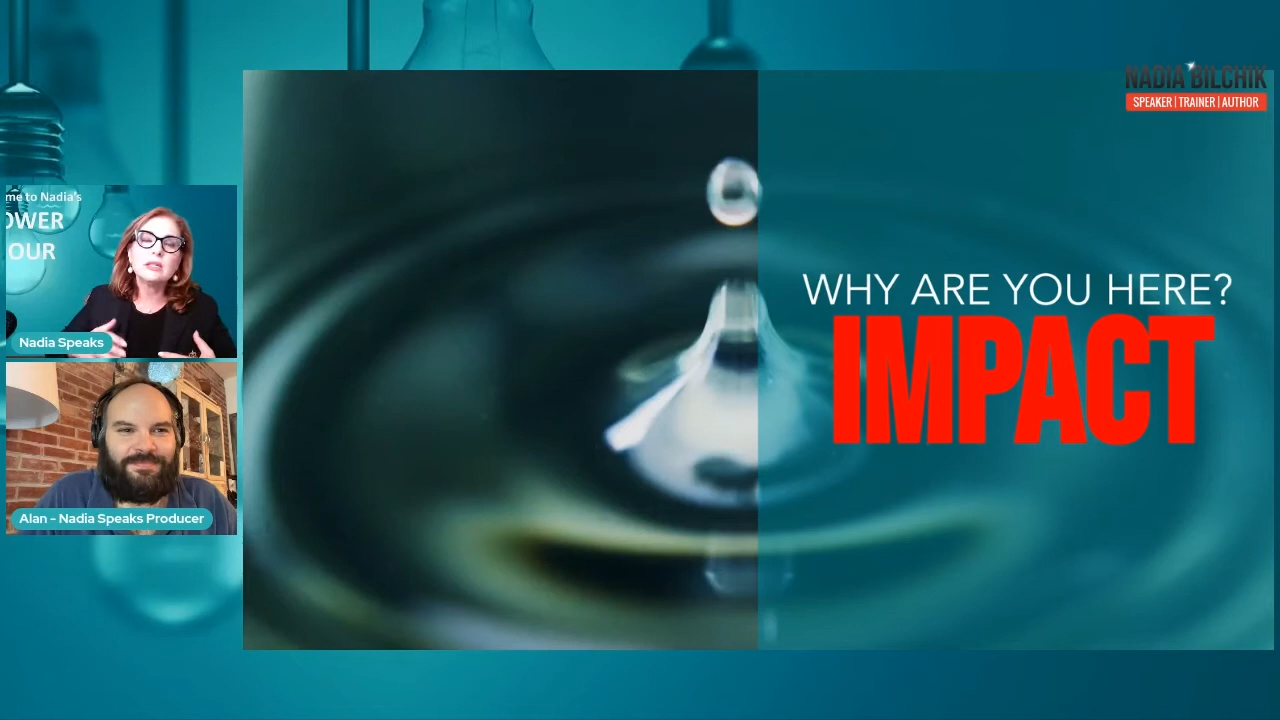 NADIA BILCHIK
SPEAKER | TRAINER | AUTHOR
me to Nadia's
OWER
OUR
Nadia Speaks
Alan - Nadia Speaks Producer
WHY ARE YOU HERE?
IMPACT